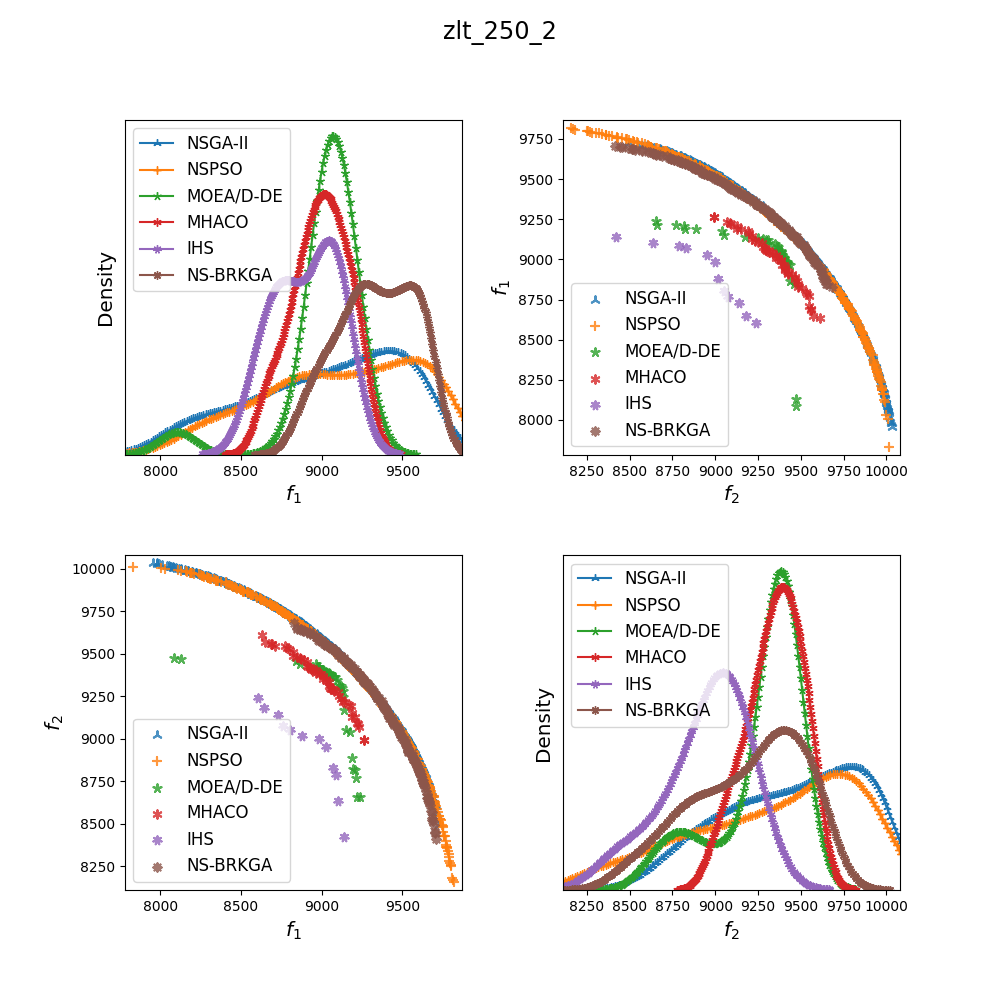 zlt_250_2
Density
NSGA-II
NSPSO
MOEA/D-DE
MHACO
IHS
NS-BRKGA
8000 8500 9000 9500
f1
f1
9750
9500
9250
9000
8750
8500
8250
8000
NSGA-II
NSPSO
MOEA/D-DE
MHACO
IHS
NS-BRKGA
8250 8500 8750 9000 9250 9500 9750 10000
f2
f2
10000
9750
9500
9250
9000
8750
8500
8250
NSGA-II
NSPSO
MOEA/D-DE
MHACO
IHS
NS-BRKGA
8000 8500 9000 9500
f1
Density
NSGA-II
NSPSO
MOEA/D-DE
MHACO
IHS
NS-BRKGA
8250 8500 8750 9000 9250 9500 9750 10000
f2